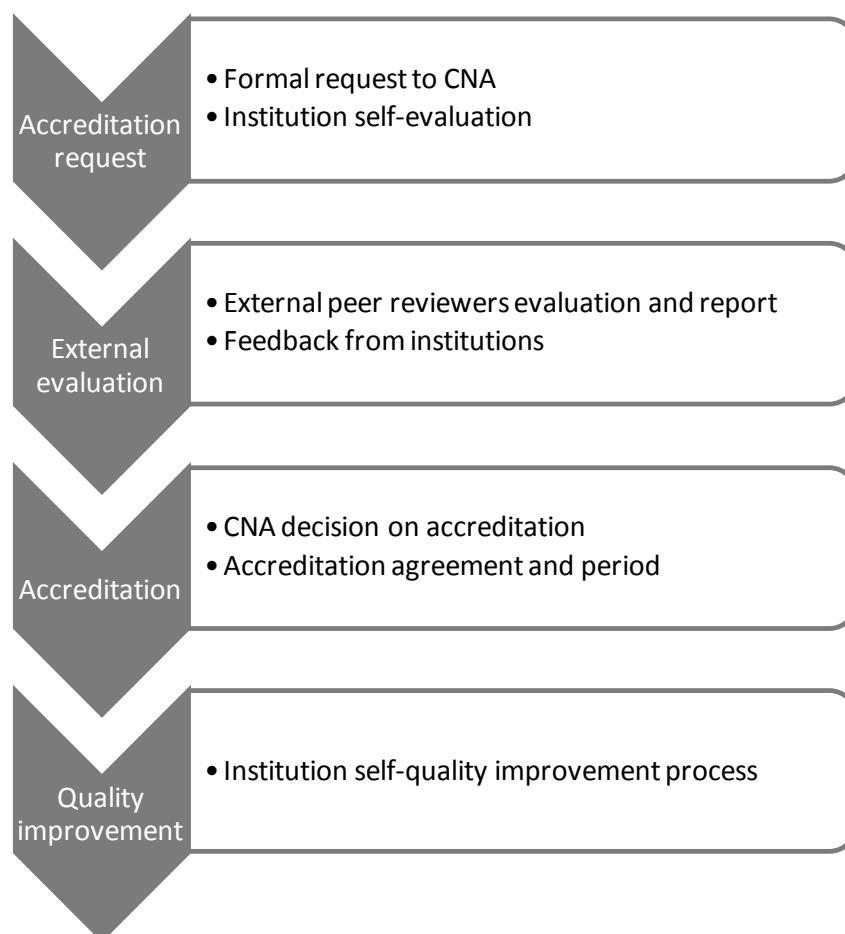 Accreditation
request
• Formal request to CNA
• Institution self-evaluation
External
evaluation
• External peer reviewers evaluation and report
• Feedback from institutions
Accreditation
• CNA decision on accreditation
• Accreditation agreement and period
Quality
improvement
• Institution self-quality improvement process